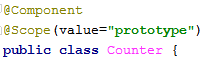 @Component
@Scope(value="prototype")
public class Counter {